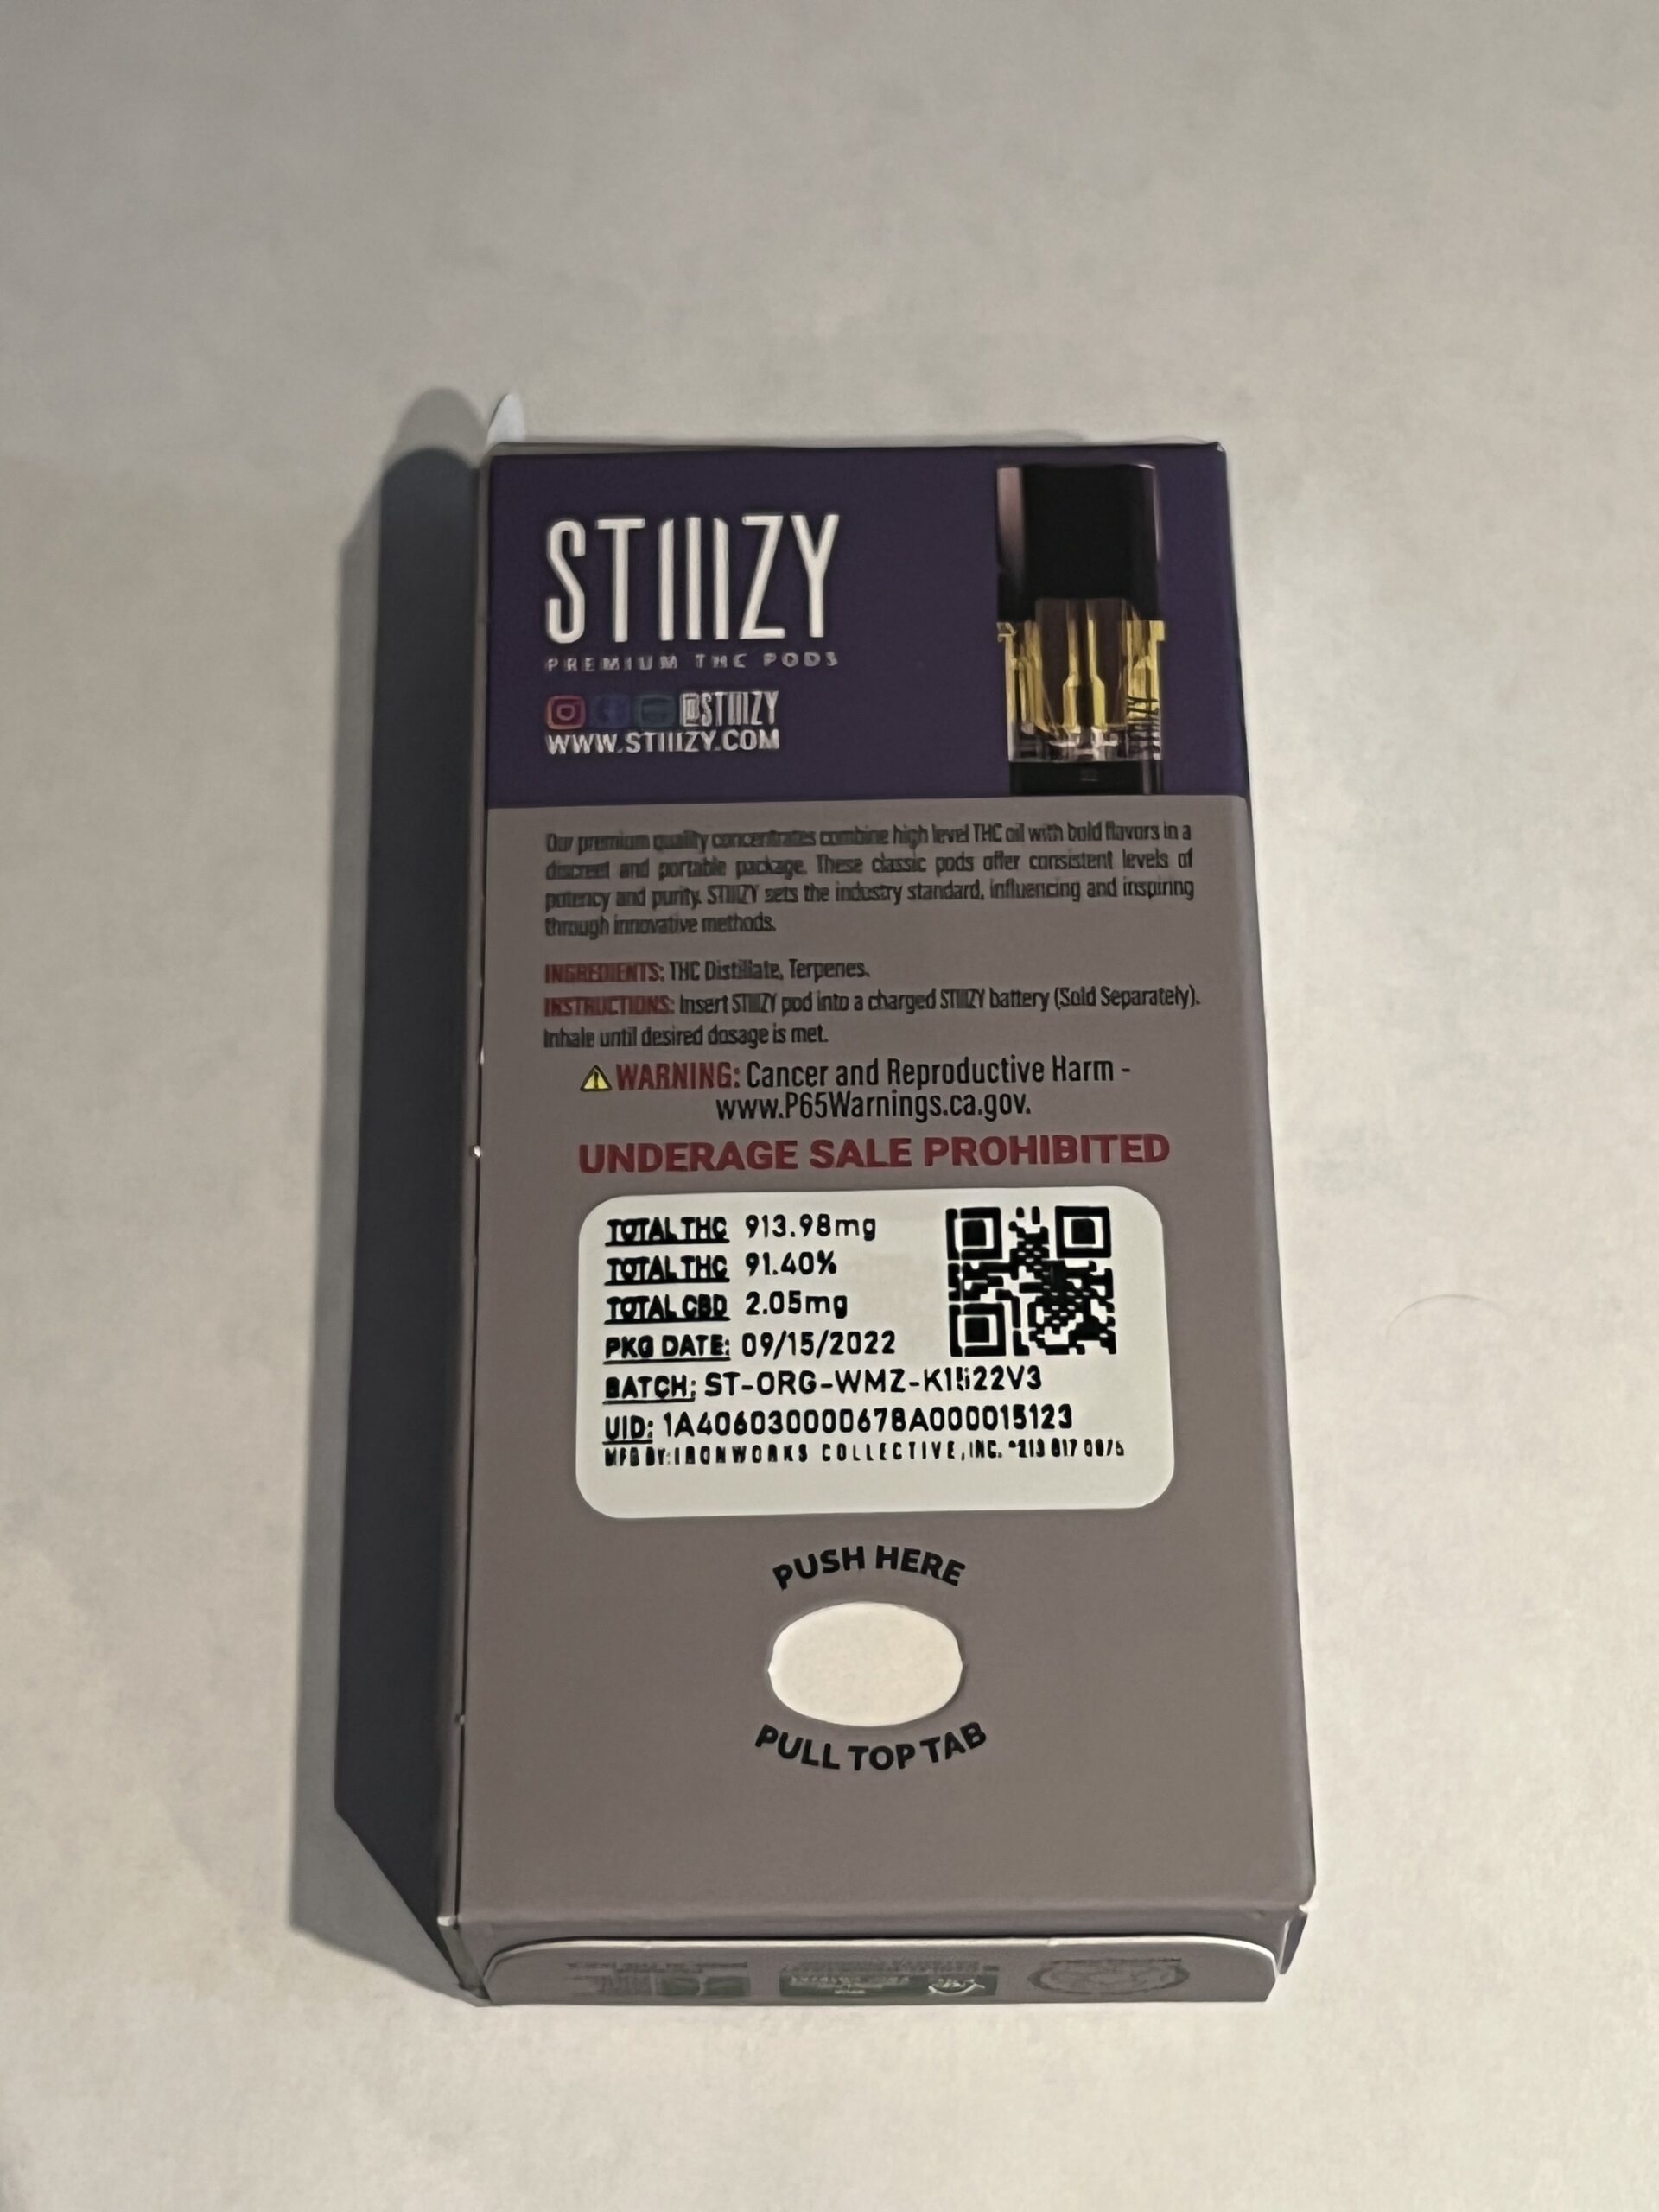 STIIIZY
PREMIUM THC PODS
@STIIIZY
WWW.STIIIZY.COM
STIIIZY
Our premium quality concentrates combine high level THC oil with bold flavors in a
discreet and portable package. These classic pods offer consistent levels of
potency and purity. STIIIZY sets the industry standard, influencing and inspiring
through innovative methods.
INGREDIENTS: THC Distillate, Terpenes.
INSTRUCTIONS: Insert STIIIZY pod into a charged STIIIZY battery (Sold Separately).
Inhale until desired dosage is met.
WARNING: Cancer and Reproductive Harm -
www.P65Warnings.ca.gov.
UNDERAGE SALE PROHIBITED
TOTAL THC 913.98mg
TOTAL THC 91.40%
TOTAL CBD 2.05mg
PKG DATE: 09/15/2022
BATCH: ST-ORG-WMZ-K1522V3
UID: 1A406030000678A000015123
MFG BY: IRONWORKS COLLECTIVE, INC.
PUSH HERE
PULL TOP TAB